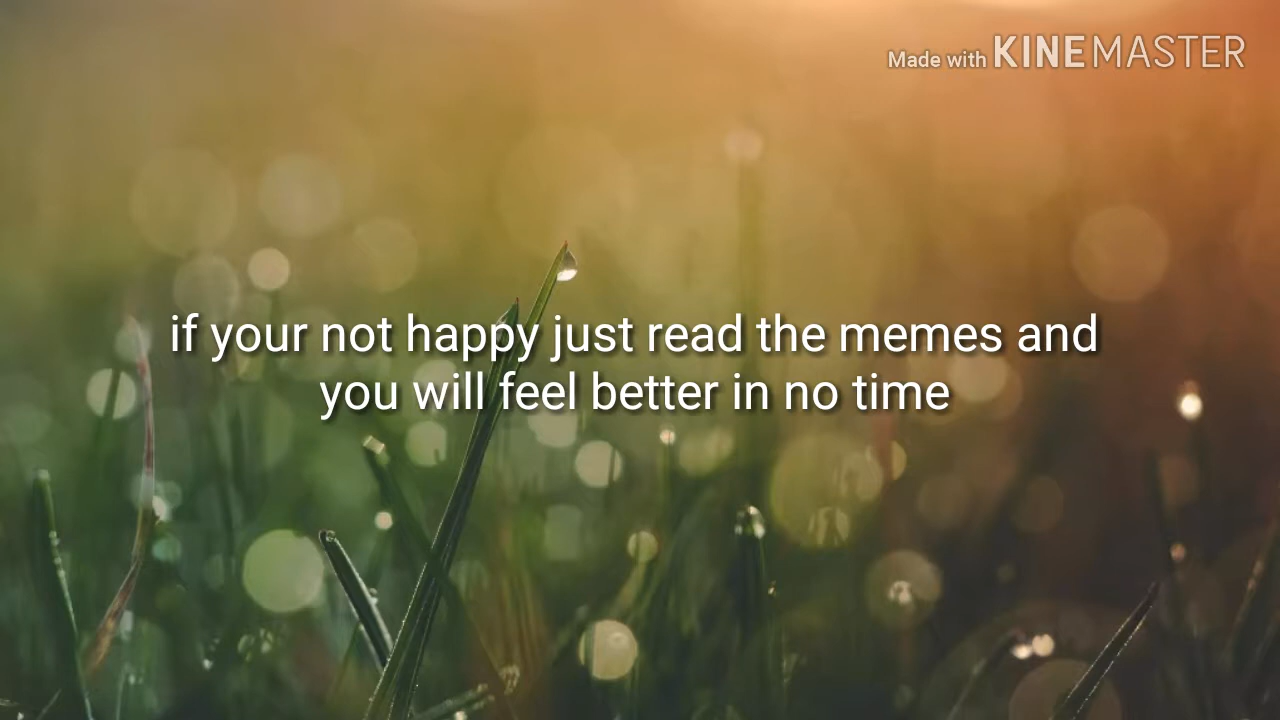 Made with KINEMASTER
if your not happy just read the memes and
you will feel better in no time